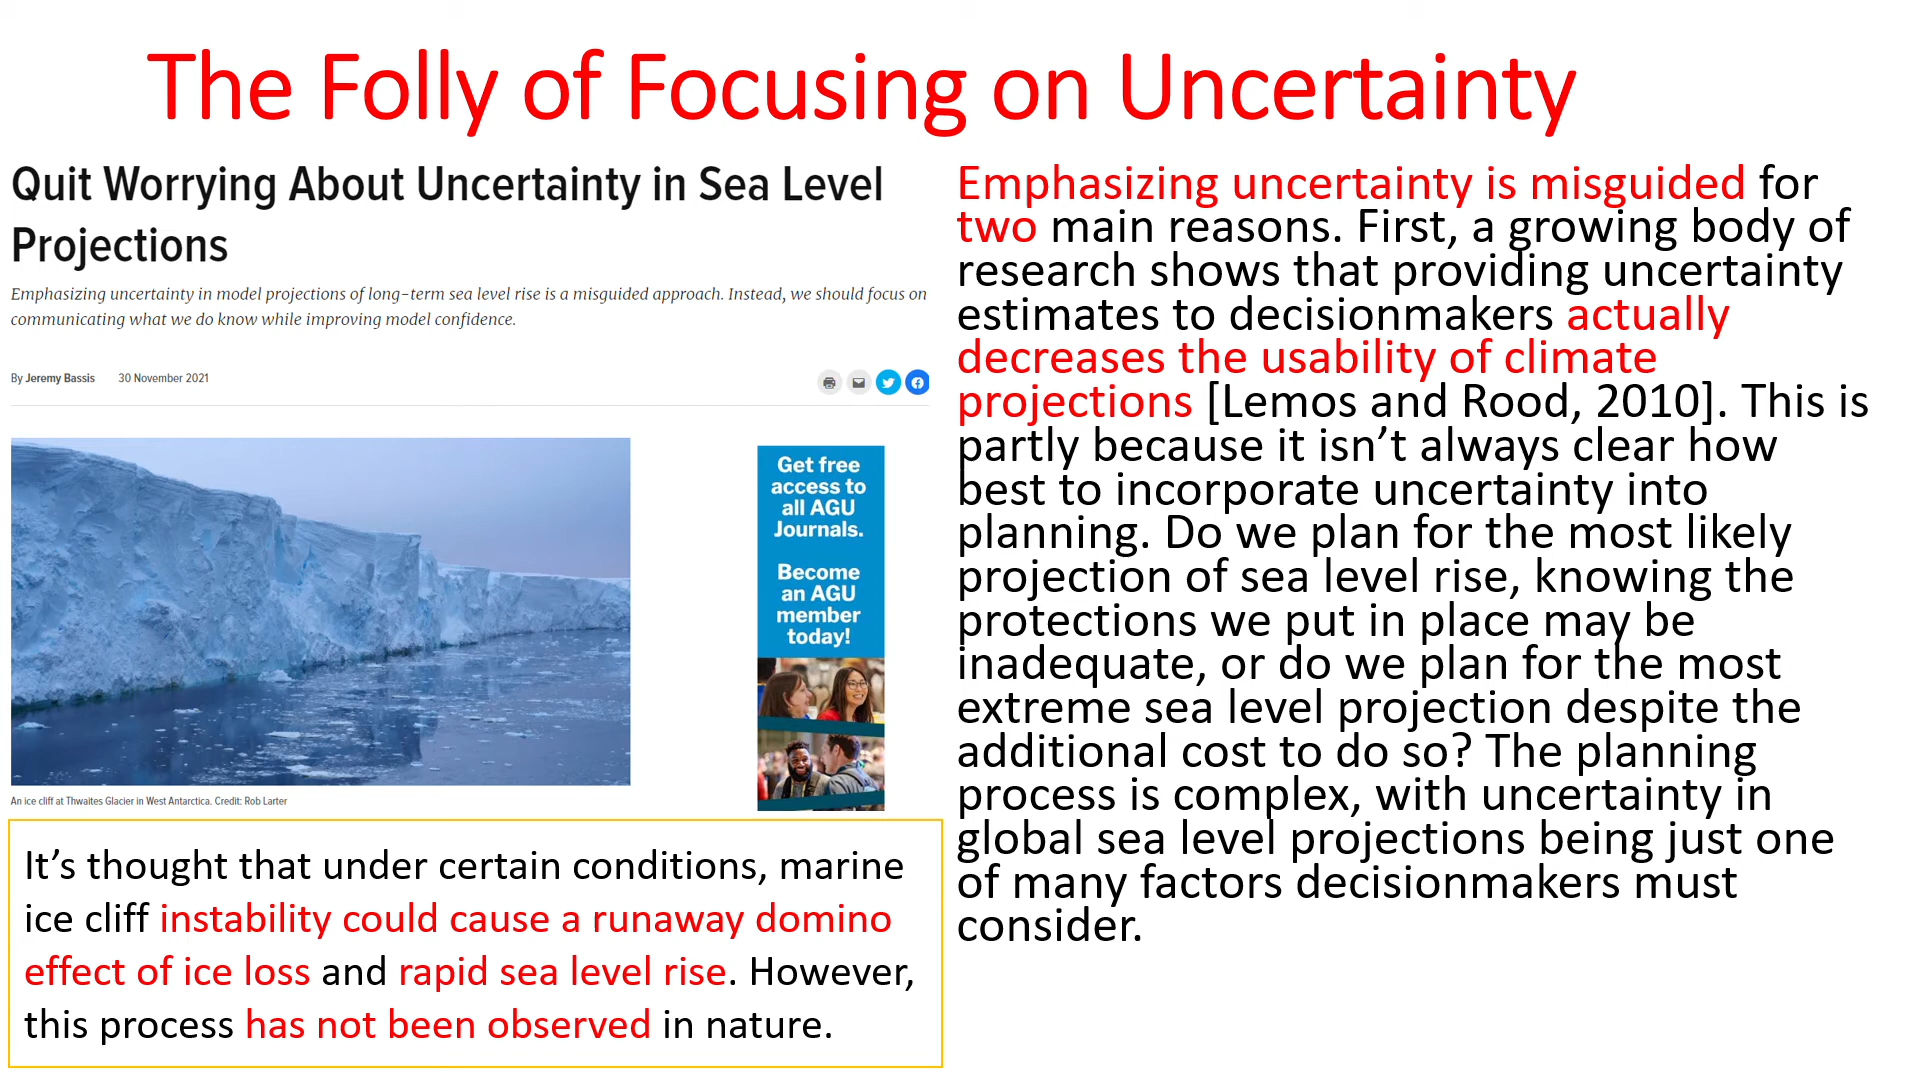 The Folly of Focusing on Uncertainty
Quit Worrying About Uncertainty in Sea Level
Projections
Emphasizing uncertainty in model projections of long-term sea level rise is a misguided approach. Instead, we should focus on
communicating what we do know while improving model confidence.
By Jeremy Bassis 30 November 2021
Get free
access to
all AGU
Journals.
Become
an AGU
member
today!
An ice cliff at Thwaites Glacier in West Antarctica. Credit: Rob Larter
It’s thought that under certain conditions, marine
ice cliff instability could cause a runaway domino
effect of ice loss and rapid sea level rise. However,
this process has not been observed in nature.
Emphasizing uncertainty is misguided for
two main reasons. First, a growing body of
research shows that providing uncertainty
estimates to decisionmakers actually
decreases the usability of climate
projections [Lemos and Rood, 2010]. This is
partly because it isn’t always clear how
best to incorporate uncertainty into
planning. Do we plan for the most likely
projection of sea level rise, knowing the
protections we put in place may be
inadequate, or do we plan for the most
extreme sea level projection despite the
additional cost to do so? The planning
process is complex, with uncertainty in
global sea level projections being just one
of many factors decisionmakers must
consider.